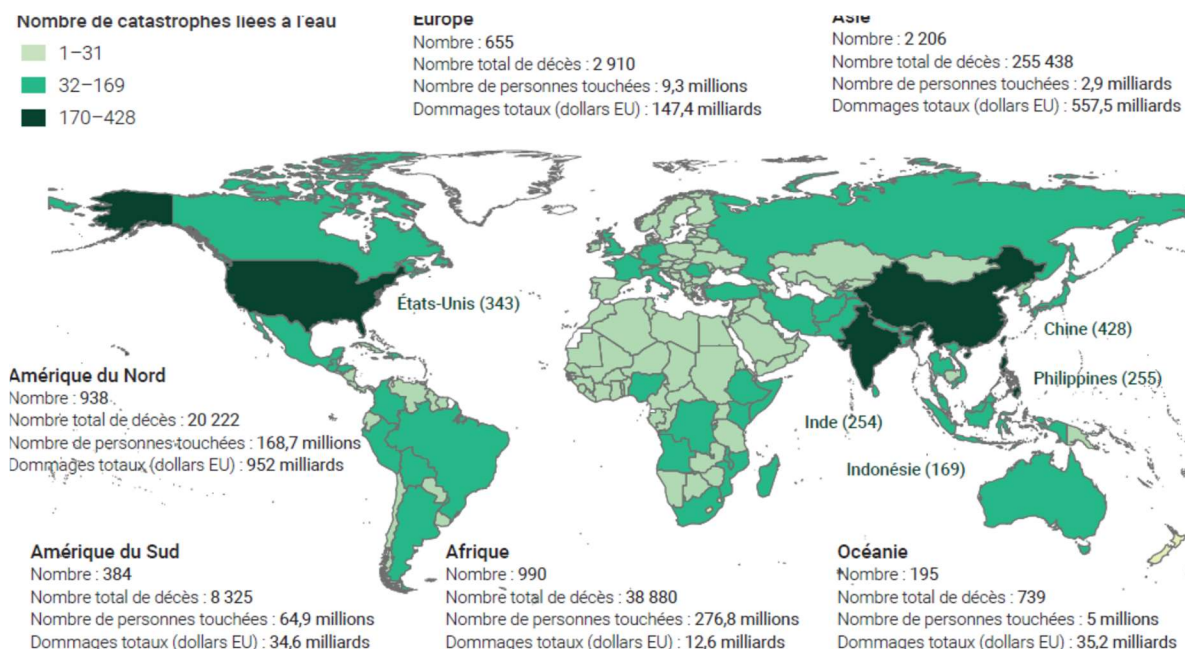 Nombre de catastrophes liées à l'eau
1–31
32–169
170–428
Europe
Nombre : 655
Nombre total de décès : 2 910
Nombre de personnes touchées : 9,3 millions
Dommages totaux (dollars EU) : 147,4 milliards
Asie
Nombre : 2 206
Nombre total de décès : 255 438
Nombre de personnes touchées : 2,9 milliards
Dommages totaux (dollars EU) : 557,5 milliards
États-Unis (343)
Chine (428)
Philippines (255)
Inde (254)
Indonésie (169)
Amérique du Nord
Nombre : 938
Nombre total de décès : 20 222
Nombre de personnes touchées : 168,7 millions
Dommages totaux (dollars EU) : 952 milliards
Amérique du Sud
Nombre : 384
Nombre total de décès : 8 325
Nombre de personnes touchées : 64,9 millions
Dommages totaux (dollars EU) : 34,6 milliards
Afrique
Nombre : 990
Nombre total de décès : 38 880
Nombre de personnes touchées : 276,8 millions
Dommages totaux (dollars EU) : 12,6 milliards
Océanie
Nombre : 195
Nombre total de décès : 739
Nombre de personnes touchées : 5 millions
Dommages totaux (dollars EU) : 35,2 milliards